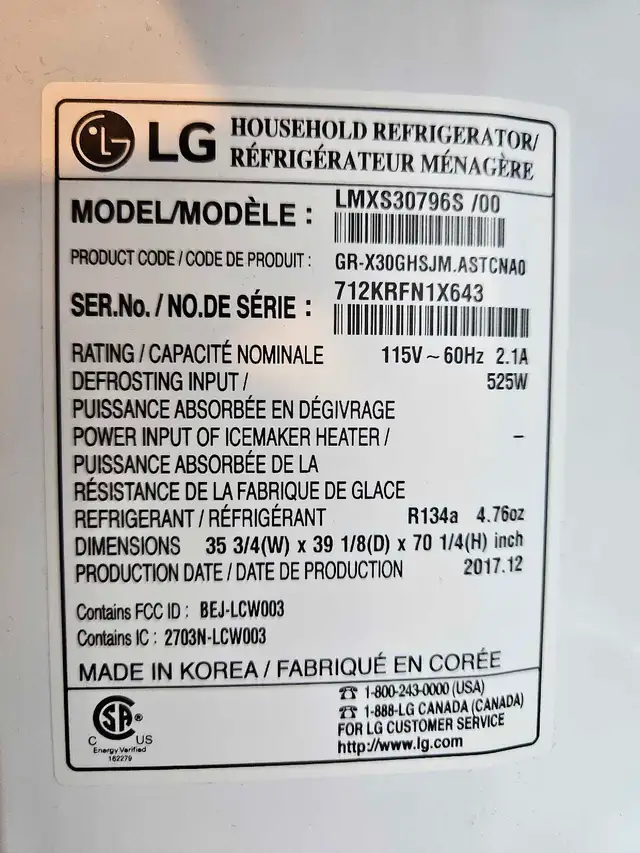 LG HOUSEHOLD REFRIGERATOR/
RÉFRIGÉRATEUR MÉNAGÈRE
MODEL/MODÈLE : LMXS30796S /00
PRODUCT CODE / CODE DE PRODUIT : GR-X30GHSJM.ASTCNA0
SER.No. / NO.DE SÉRIE : 712KRFN1X643
RATING / CAPACITÉ NOMINALE 115V ~ 60Hz 2.1A
DEFROSTING INPUT / 525W
PUISSANCE ABSORBÉE EN DÉGIVRAGE
POWER INPUT OF ICEMAKER HEATER / –
PUISSANCE ABSORBÉE DE LA
RÉSISTANCE DE LA FABRIQUE DE GLACE
REFRIGERANT / RÉFRIGÉRANT R134a 4.76oz
DIMENSIONS 35 3/4(W) x 39 1/8(D) x 70 1/4(H) inch
PRODUCTION DATE / DATE DE PRODUCTION 2017.12
Contains FCC ID : BEJ-LCW003
Contains IC : 2703N-LCW003
MADE IN KOREA / FABRIQUÉ EN CORÉE
SA ®
C US
Energy Verified
162279
☎ 1-800-243-0000 (USA)
☎ 1-888-LG CANADA (CANADA)
FOR LG CUSTOMER SERVICE
http://www.lg.com